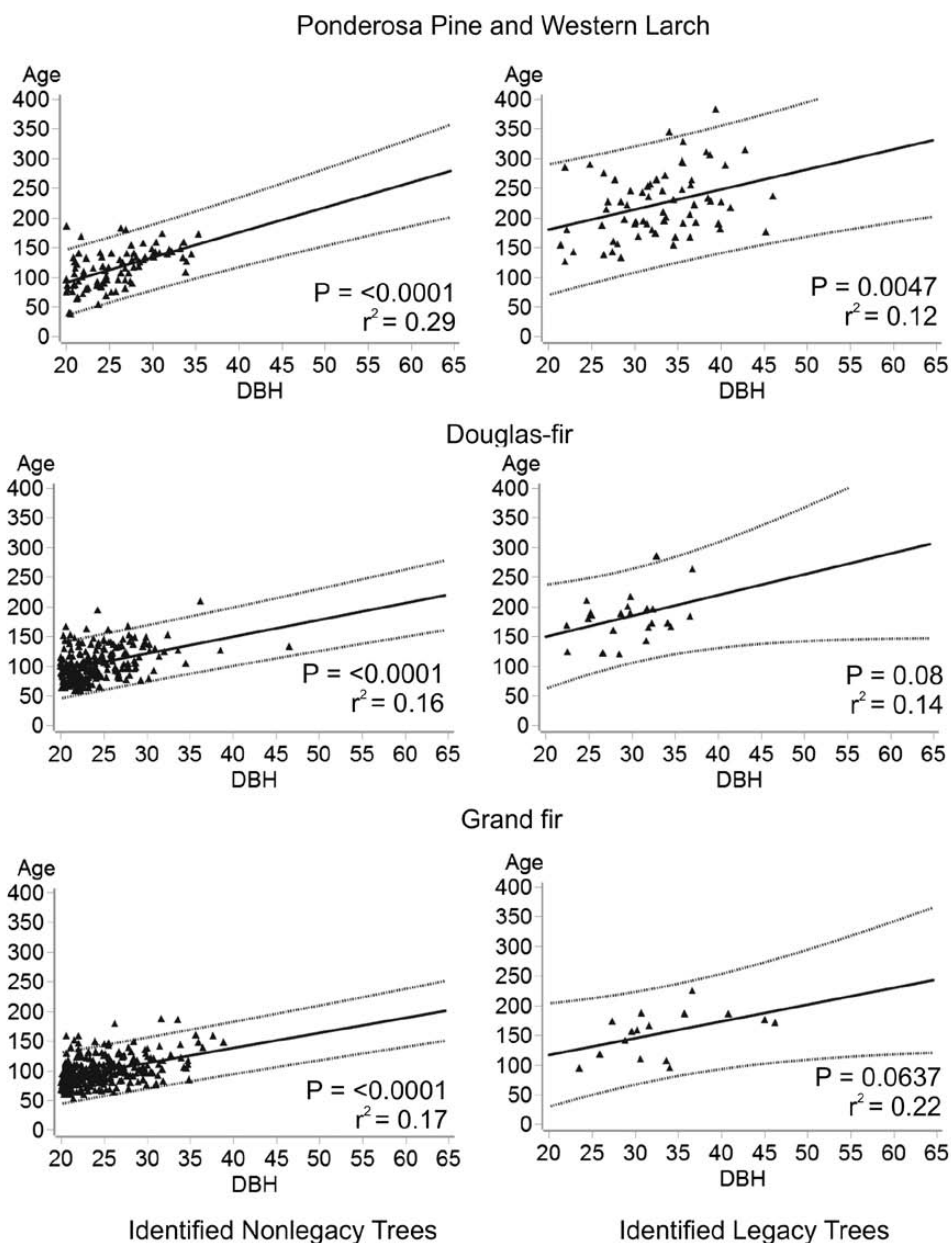 Ponderosa Pine and Western Larch
Age
400
350
300
250
200
150
100
50
0
P = <0.0001
r² = 0.29
20 25 30 35 40 45 50 55 60 65
DBH
Age
400
350
300
250
200
150
100
50
0
P = 0.0047
r² = 0.12
20 25 30 35 40 45 50 55 60 65
DBH
Douglas-fir
Age
400
350
300
250
200
150
100
50
0
P = <0.0001
r² = 0.16
20 25 30 35 40 45 50 55 60 65
DBH
Age
400
350
300
250
200
150
100
50
0
P = 0.08
r² = 0.14
20 25 30 35 40 45 50 55 60 65
DBH
Grand fir
Age
400
350
300
250
200
150
100
50
0
P = <0.0001
r² = 0.17
20 25 30 35 40 45 50 55 60 65
DBH
Age
400
350
300
250
200
150
100
50
0
P = 0.0637
r² = 0.22
20 25 30 35 40 45 50 55 60 65
DBH
Identified Nonlegacy Trees
Identified Legacy Trees